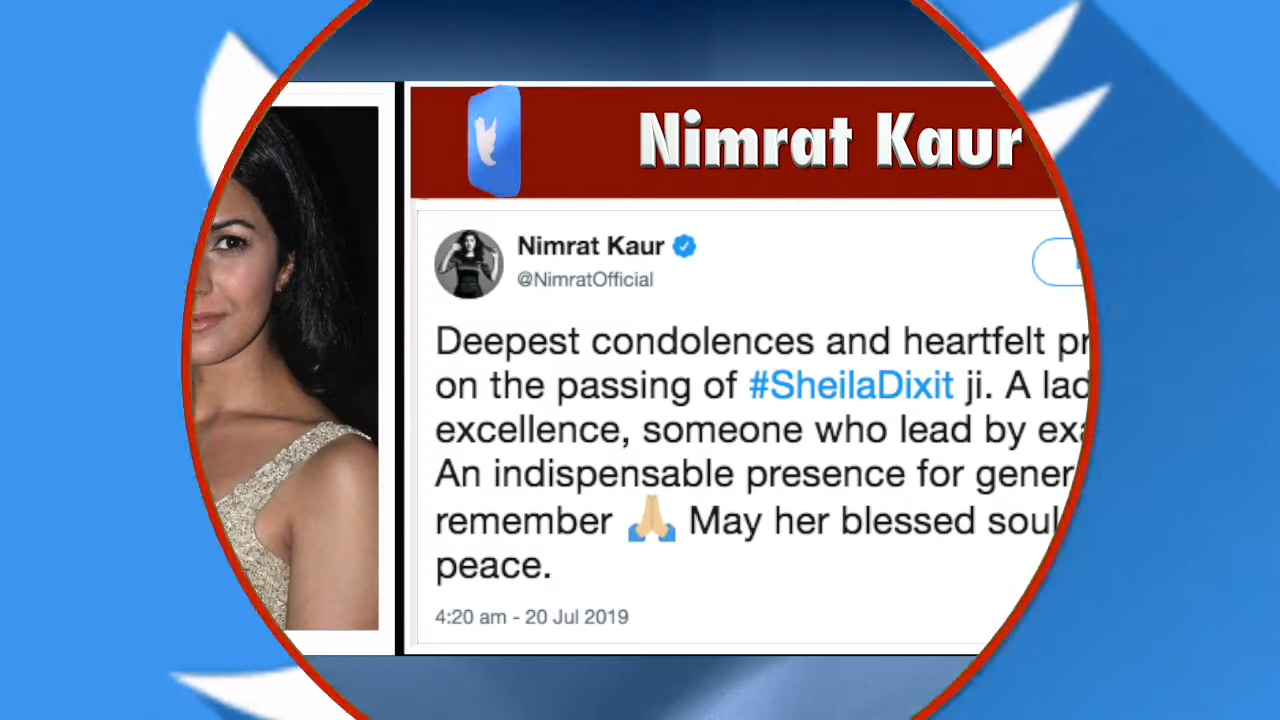 Nimrat Kaur
Nimrat Kaur
@NimratOfficial
Deepest condolences and heartfelt
on the passing of #SheilaDixit ji. A
excellence, someone who lead by
An indispensable presence for
remember 🙏🏼 May her blessed soul
peace.
4:20 am - 20 Jul 2019